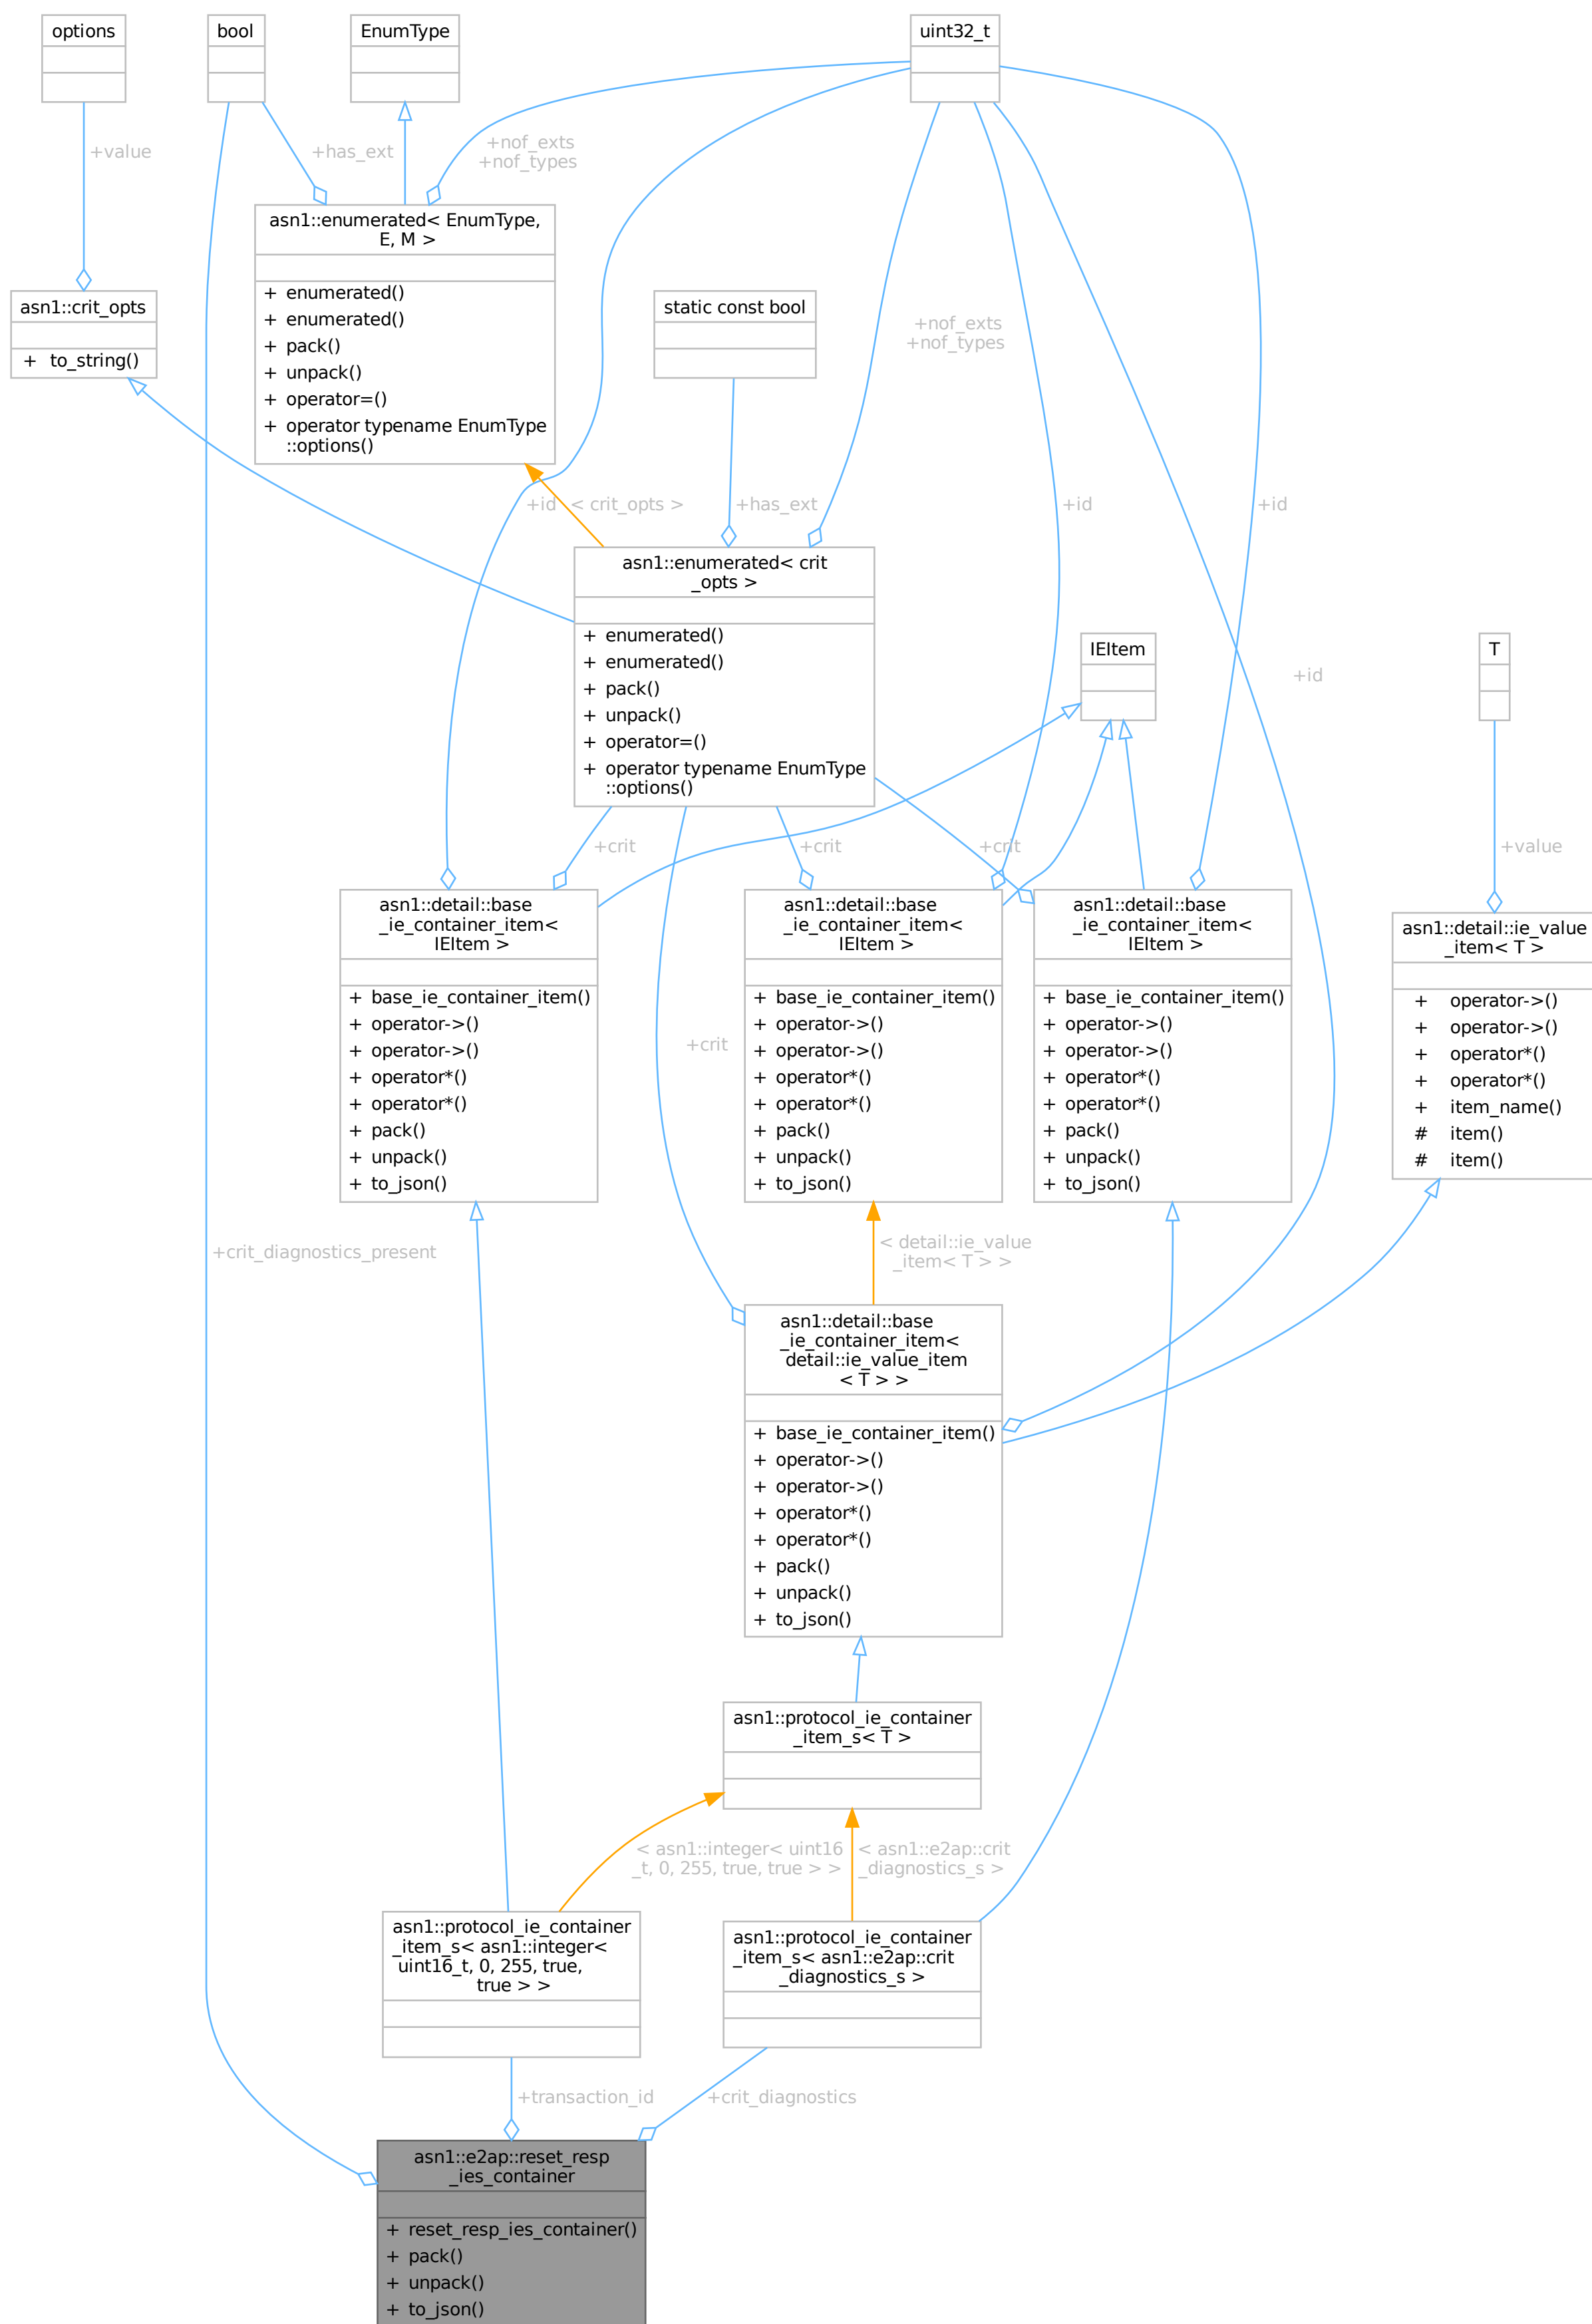 options
bool
EnumType
uint32_t
+value
+has_ext
+nof_exts
+nof_types
asn1::enumerated< EnumType,
E, M >
+ enumerated()
+ enumerated()
+ pack()
+ unpack()
+ operator=()
+ operator typename EnumType
::options()
asn1::crit_opts
+ to_string()
static const bool
+nof_exts
+nof_types
+id
< crit_opts >
+has_ext
+id
+id
asn1::enumerated< crit
_opts >
+ enumerated()
+ enumerated()
+ pack()
+ unpack()
+ operator=()
+ operator typename EnumType
::options()
IEItem
T
+id
+crit
+crit
+crit
+value
asn1::detail::base
_ie_container_item<
IEItem >
+ base_ie_container_item()
+ operator->()
+ operator->()
+ operator*()
+ operator*()
+ pack()
+ unpack()
+ to_json()
asn1::detail::base
_ie_container_item<
IEItem >
+ base_ie_container_item()
+ operator->()
+ operator->()
+ operator*()
+ operator*()
+ pack()
+ unpack()
+ to_json()
asn1::detail::base
_ie_container_item<
IEItem >
+ base_ie_container_item()
+ operator->()
+ operator->()
+ operator*()
+ operator*()
+ pack()
+ unpack()
+ to_json()
asn1::detail::ie_value
_item< T >
+ operator->()
+ operator->()
+ operator*()
+ operator*()
+ item_name()
# item()
# item()
+crit
+crit_diagnostics_present
< detail::ie_value
_item< T > >
asn1::detail::base
_ie_container_item<
detail::ie_value_item
< T > >
+ base_ie_container_item()
+ operator->()
+ operator->()
+ operator*()
+ operator*()
+ pack()
+ unpack()
+ to_json()
asn1::protocol_ie_container
_item_s< T >
< asn1::integer< uint16
_t, 0, 255, true, true > >
< asn1::e2ap::crit
_diagnostics_s >
asn1::protocol_ie_container
_item_s< asn1::integer<
uint16_t, 0, 255, true,
true > >
asn1::protocol_ie_container
_item_s< asn1::e2ap::crit
_diagnostics_s >
+transaction_id
+crit_diagnostics
asn1::e2ap::reset_resp
_ies_container
+ reset_resp_ies_container()
+ pack()
+ unpack()
+ to_json()